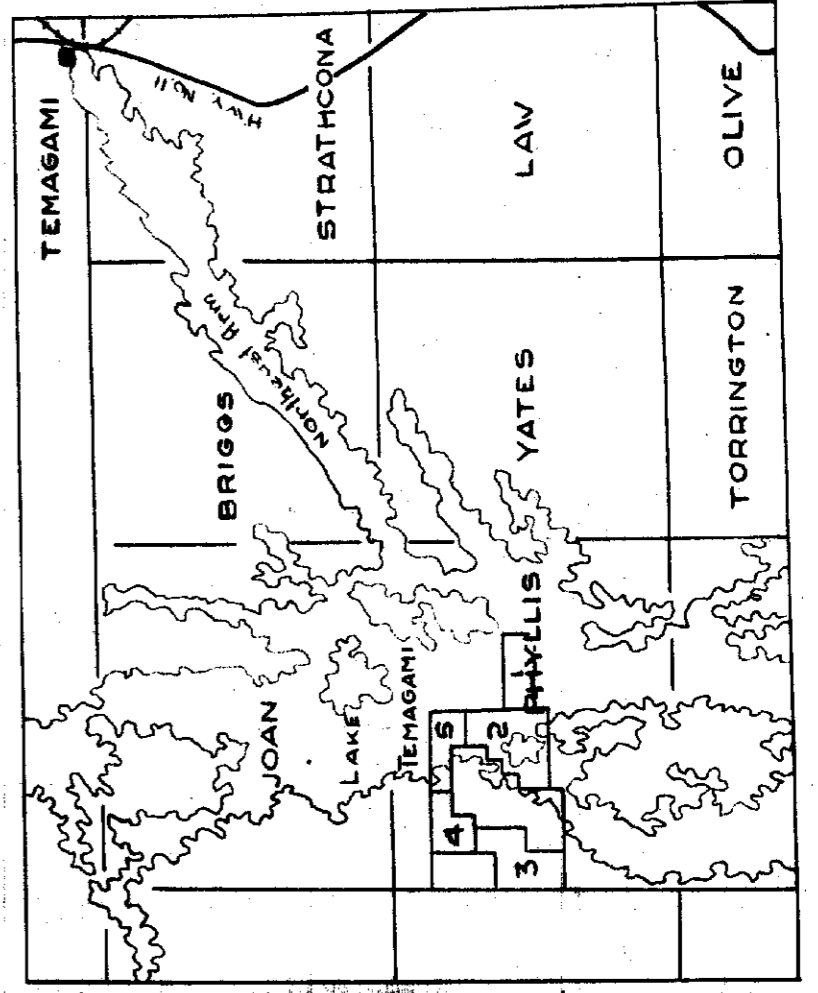 TEMAGAMI
HWY. No. 11
STRATHCONA
LAW
OLIVE
BRIGGS
Northeast Arm
YATES
TORRINGTON
JOAN
LAKE
TEMAGAMI
PHYLLIS
1
2
5
4
3